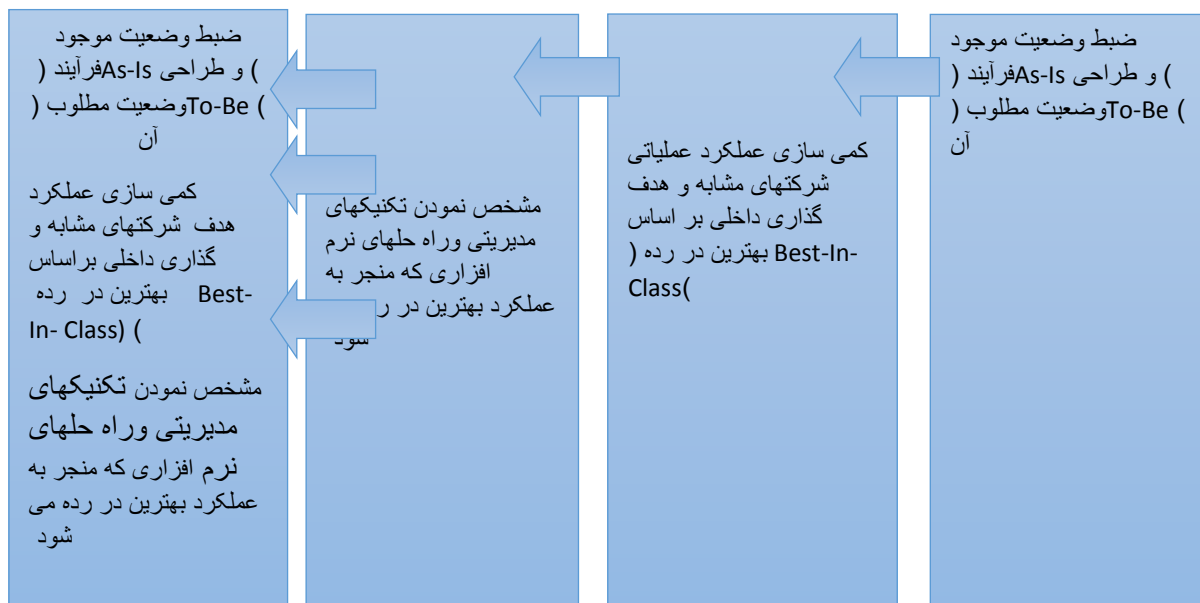 ضبط وضعیت موجود
) و طراحی As-Isفرآیند (
) To-Beوضعیت مطلوب (
آن
کمی سازی عملکرد عملیاتی
شرکتهای مشابه و هدف
گذاری داخلی بر اساس
Best-In- بهترین در رده (
Class(
مشخص نمودن تکنیکهای
مدیریتی وراه حلهای نرم
افزاری که منجر به
عملکرد بهترین در
شود
ضبط وضعیت موجود
) و طراحی As-Isفرآیند (
) To-Beوضعیت مطلوب (
آن
کمی سازی عملکرد
هدف شرکتهای مشابه و
گذاری داخلی براساس
Best- بهترین در رده
In- Class) (
مشخص نمودن تکنیکهای
مدیریتی وراه حلهای
نرم افزاری که منجر به
عملکرد بهترین در رده می
شود